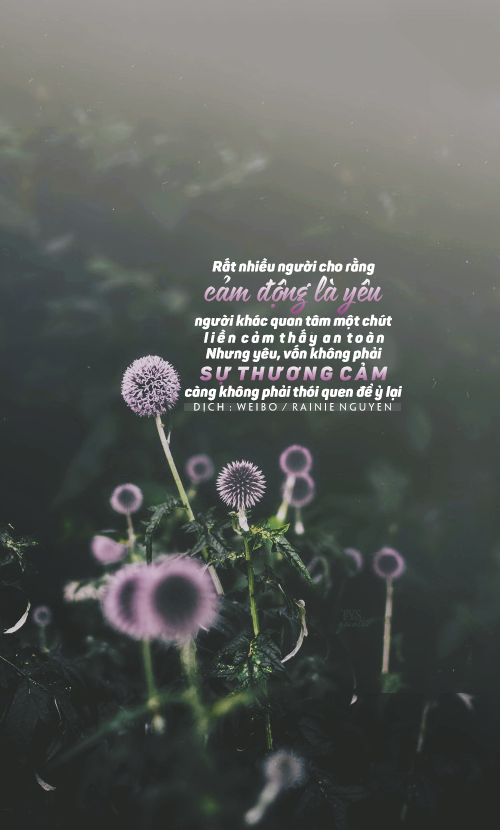 Rất nhiều người cho rằng
cảm động là yêu
người khác quan tâm một chút
liền cảm thấy an toàn
Nhưng yêu, vốn không phải
SỰ THƯƠNG CẢM
càng không phải thói quen để ỷ lại
DỊCH : WEIBO / RAINIE NGUYEN